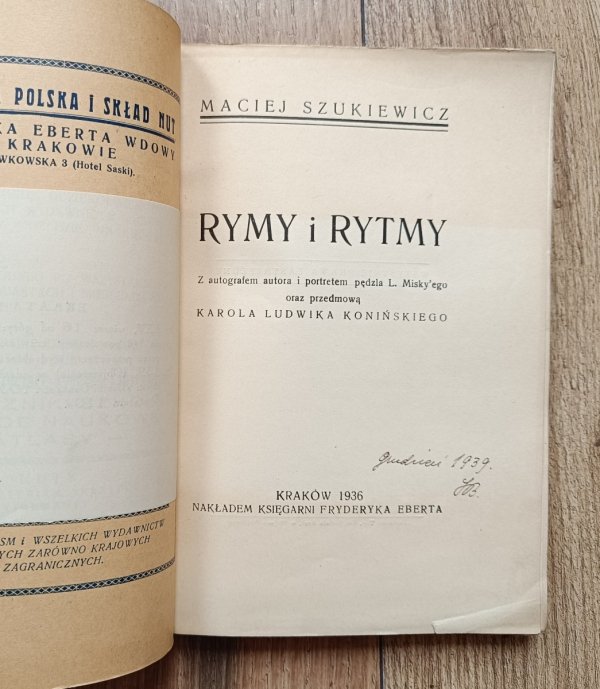 POLSKA I SKŁAD NUT
EBERTA WDOWY
KRAKOWIE
3 (Hotel Saski).
SM i WSZELKICH WYDAWNICTW
YCH ZARÓWNO KRAJOWYCH
ZAGRANICZNYCH.
MACIEJ SZUKIEWICZ
RYMY i RYTMY
Z autografem autora i portretem pędzla L. Misky'ego
oraz przedmową
KAROLA LUDWIKA KONIŃSKIEGO
grudzień 1939.
KRAKÓW 1936
NAKŁADEM KSIĘGARNI FRYDERYKA EBERTA